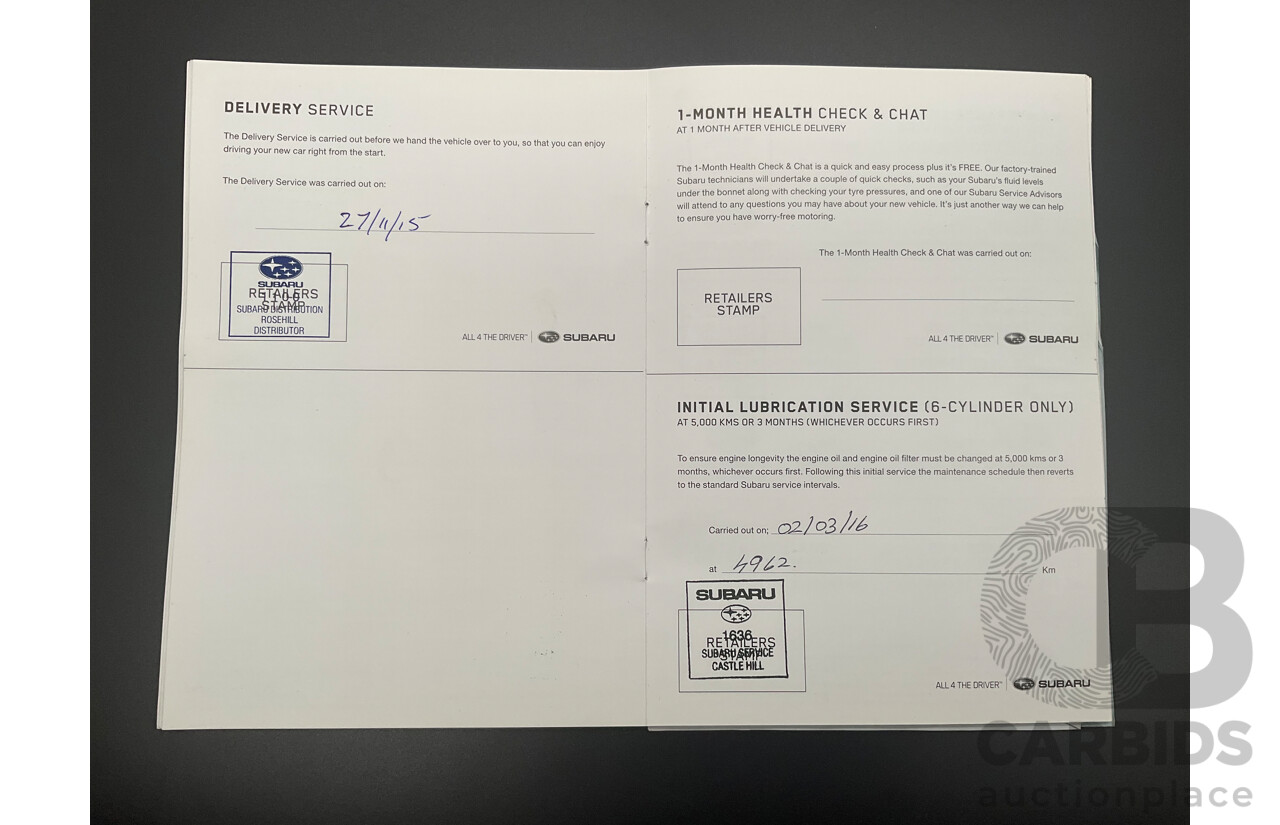 DELIVERY SERVICE
The Delivery Service is carried out before we hand the vehicle over to you, so that you can enjoy
driving your new car right from the start.
The Delivery Service was carried out on:
27/11/15
SUBARU
RETAILERS
STAMP
SUBARU DISTRIBUTION
ROSEHILL
DISTRIBUTOR
ALL 4 THE DRIVER™ SUBARU
1-MONTH HEALTH CHECK & CHAT
AT 1 MONTH AFTER VEHICLE DELIVERY
The 1-Month Health Check & Chat is a quick and easy process plus it's FREE. Our factory-trained
Subaru technicians will undertake a couple of quick checks, such as your Subaru's fluid levels
under the bonnet along with checking your tyre pressures, and one of our Subaru Service Advisors
will attend to any questions you may have about your new vehicle. It's just another way we can help
to ensure you have worry-free motoring.
The 1-Month Health Check & Chat was carried out on:
RETAILERS
STAMP
ALL 4 THE DRIVER™ SUBARU
INITIAL LUBRICATION SERVICE (6-CYLINDER ONLY)
AT 5,000 KMS OR 3 MONTHS (WHICHEVER OCCURS FIRST)
To ensure engine longevity the engine oil and engine oil filter must be changed at 5,000 kms or 3
months, whichever occurs first. Following this initial service the maintenance schedule then reverts
to the standard Subaru service intervals.
Carried out on; 02/03/16
at 4962. Km
SUBARU
1636
RETAILERS
SUBARU SERVICE
STAMP
CASTLE HILL
ALL 4 THE DRIVER™ SUBARU
CB
CARBIDS
auctionplace